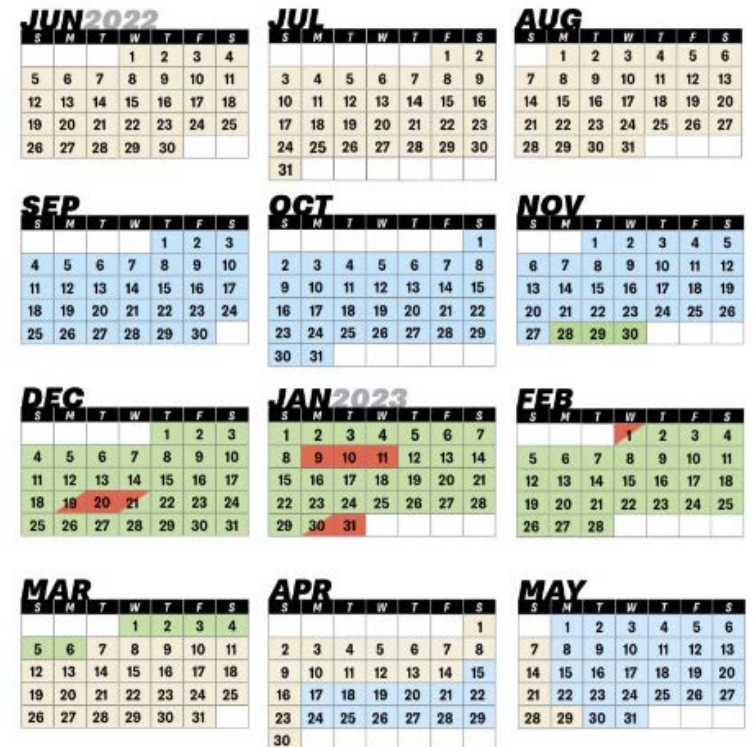 JUN 2022
S M T W T F S
1 2 3 4
5 6 7 8 9 10 11
12 13 14 15 16 17 18
19 20 21 22 23 24 25
26 27 28 29 30
JUL
S M T W T F S
1 2
3 4 5 6 7 8 9
10 11 12 13 14 15 16
17 18 19 20 21 22 23
24 25 26 27 28 29 30
31
AUG
S M T W T F S
1 2 3 4 5 6
7 8 9 10 11 12 13
14 15 16 17 18 19 20
21 22 23 24 25 26 27
28 29 30 31
SEP
S M T W T F S
1 2 3
4 5 6 7 8 9 10
11 12 13 14 15 16 17
18 19 20 21 22 23 24
25 26 27 28 29 30
OCT
S M T W T F S
1
2 3 4 5 6 7 8
9 10 11 12 13 14 15
16 17 18 19 20 21 22
23 24 25 26 27 28 29
30 31
NOV
S M T W T F S
1 2 3 4 5
6 7 8 9 10 11 12
13 14 15 16 17 18 19
20 21 22 23 24 25 26
27 28 29 30
DEC
S M T W T F S
1 2 3
4 5 6 7 8 9 10
11 12 13 14 15 16 17
18 19 20 21 22 23 24
25 26 27 28 29 30 31
JAN 2023
S M T W T F S
1 2 3 4 5 6 7
8 9 10 11 12 13 14
15 16 17 18 19 20 21
22 23 24 25 26 27 28
29 30 31
FEB
S M T W T F S
1 2 3 4
5 6 7 8 9 10 11
12 13 14 15 16 17 18
19 20 21 22 23 24 25
26 27 28
MAR
S M T W T F S
1 2 3 4
5 6 7 8 9 10 11
12 13 14 15 16 17 18
19 20 21 22 23 24 25
26 27 28 29 30 31
APR
S M T W T F S
1
2 3 4 5 6 7 8
9 10 11 12 13 14 15
16 17 18 19 20 21 22
23 24 25 26 27 28 29
30
MAY
S M T W T F S
1 2 3 4 5 6
7 8 9 10 11 12 13
14 15 16 17 18 19 20
21 22 23 24 25 26 27
28 29 30 31